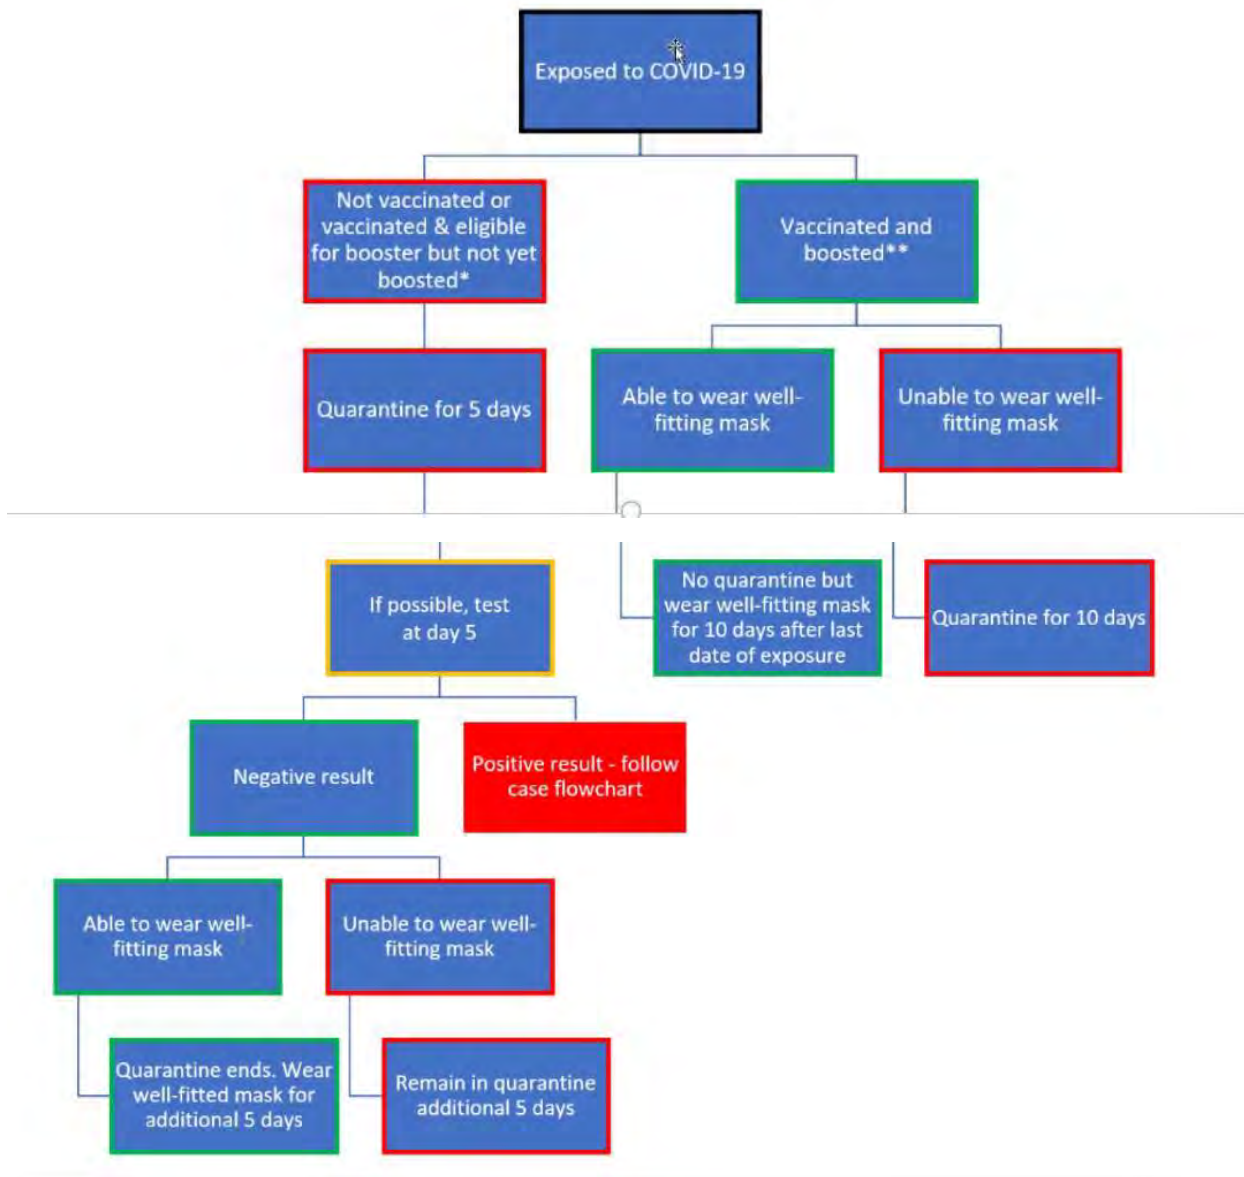 Exposed to COVID-19
Not vaccinated or
vaccinated & eligible
for booster but not yet
boosted*
Vaccinated and
boosted**
Quarantine for 5 days
Able to wear well-
fitting mask
Unable to wear well-
fitting mask
If possible, test
at day 5
No quarantine but
wear well-fitting mask
for 10 days after last
date of exposure
Quarantine for 10 days
Negative result
Positive result - follow
case flowchart
Able to wear well-
fitting mask
Unable to wear well-
fitting mask
Quarantine ends. Wear
well-fitted mask for
additional 5 days
Remain in quarantine
additional 5 days